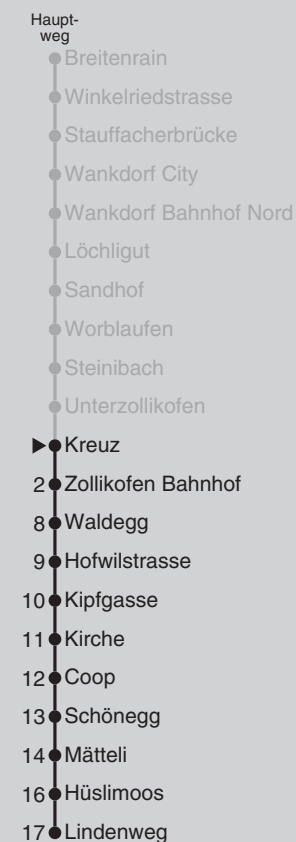 Haupt-
weg
Breitenrain
Winkelriedstrasse
Stauffacherbrücke
Wankdorf City
Wankdorf Bahnhof Nord
Löchligut
Sandhof
Worblaufen
Steinibach
Unterzollikofen
Kreuz
2 Zollikofen Bahnhof
8 Waldegg
9 Hofwilstrasse
10 Kipfgasse
11 Kirche
12 Coop
13 Schönegg
14 Mätteli
16 Hüslimoos
17 Lindenweg